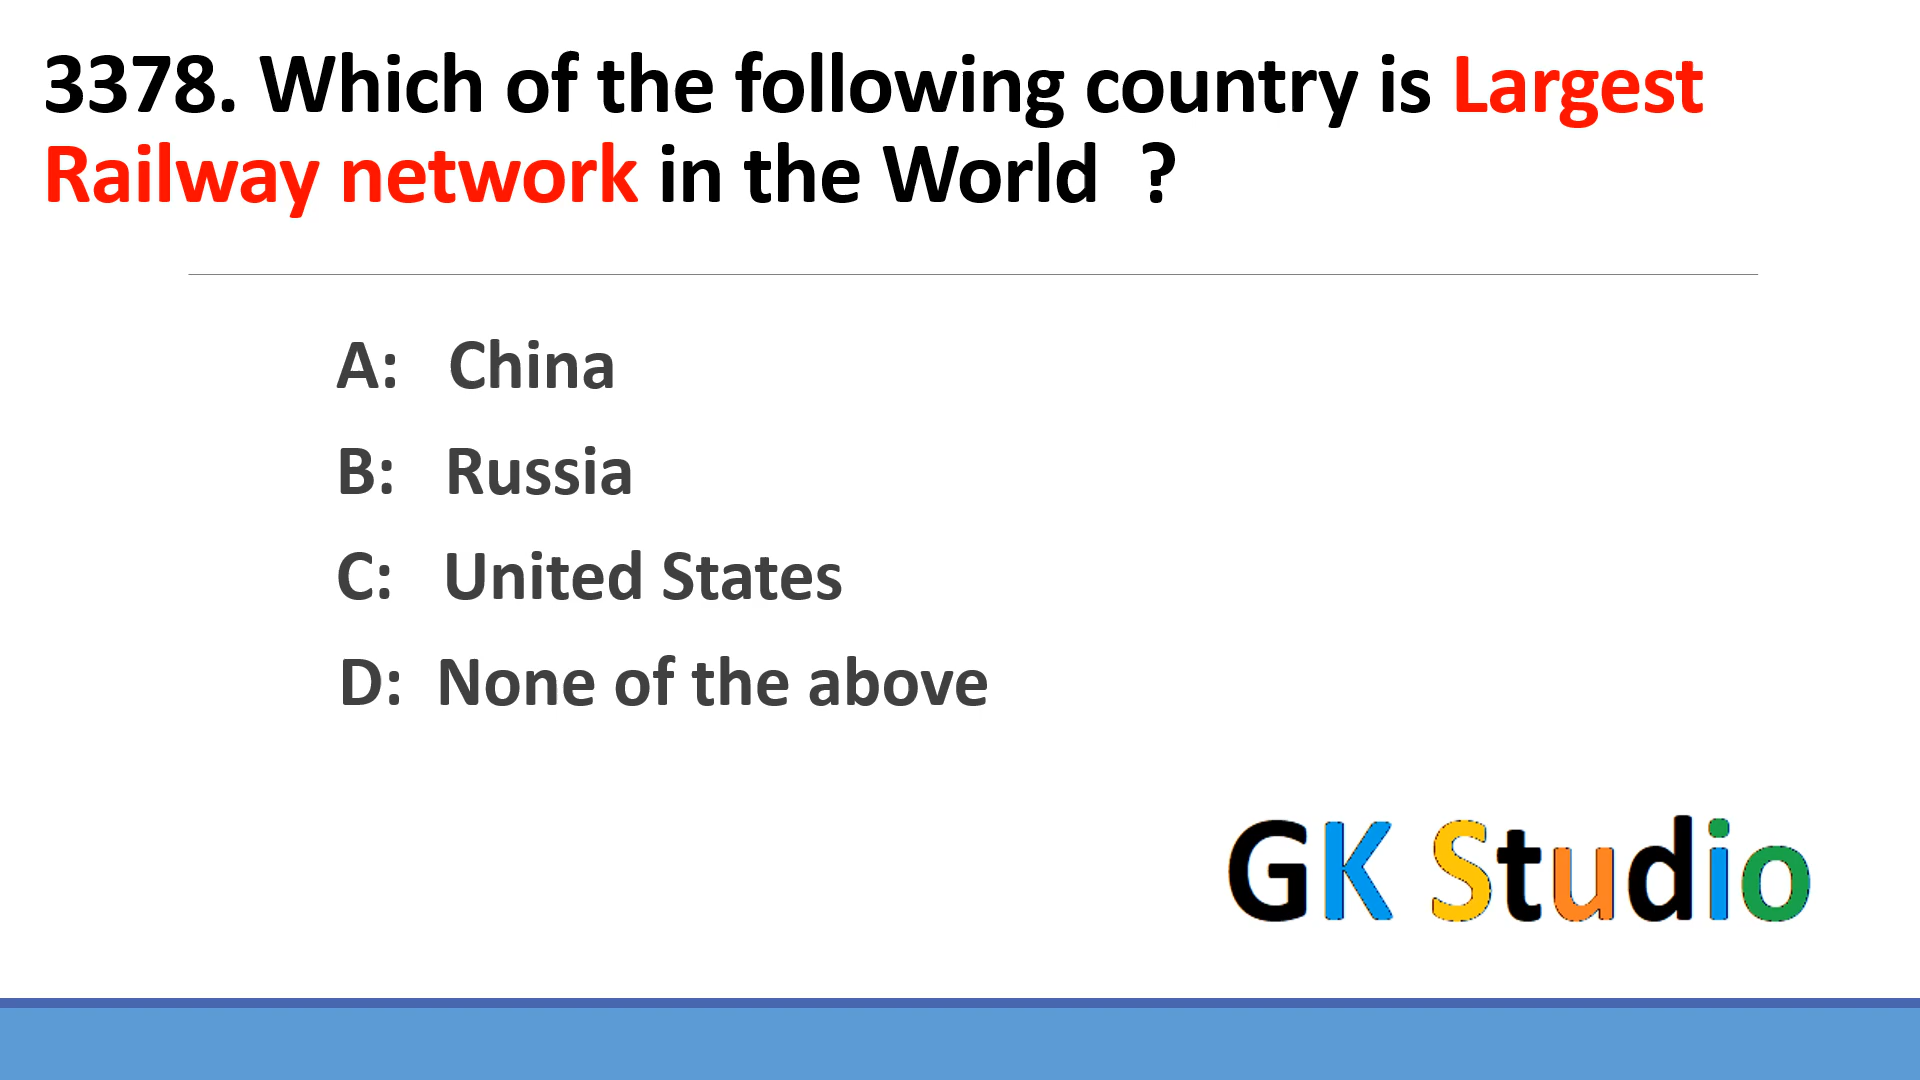 3378. Which of the following country is Largest
Railway network in the World  ?
A:   China
B:   Russia
C:   United States
D:  None of the above
GK Studio